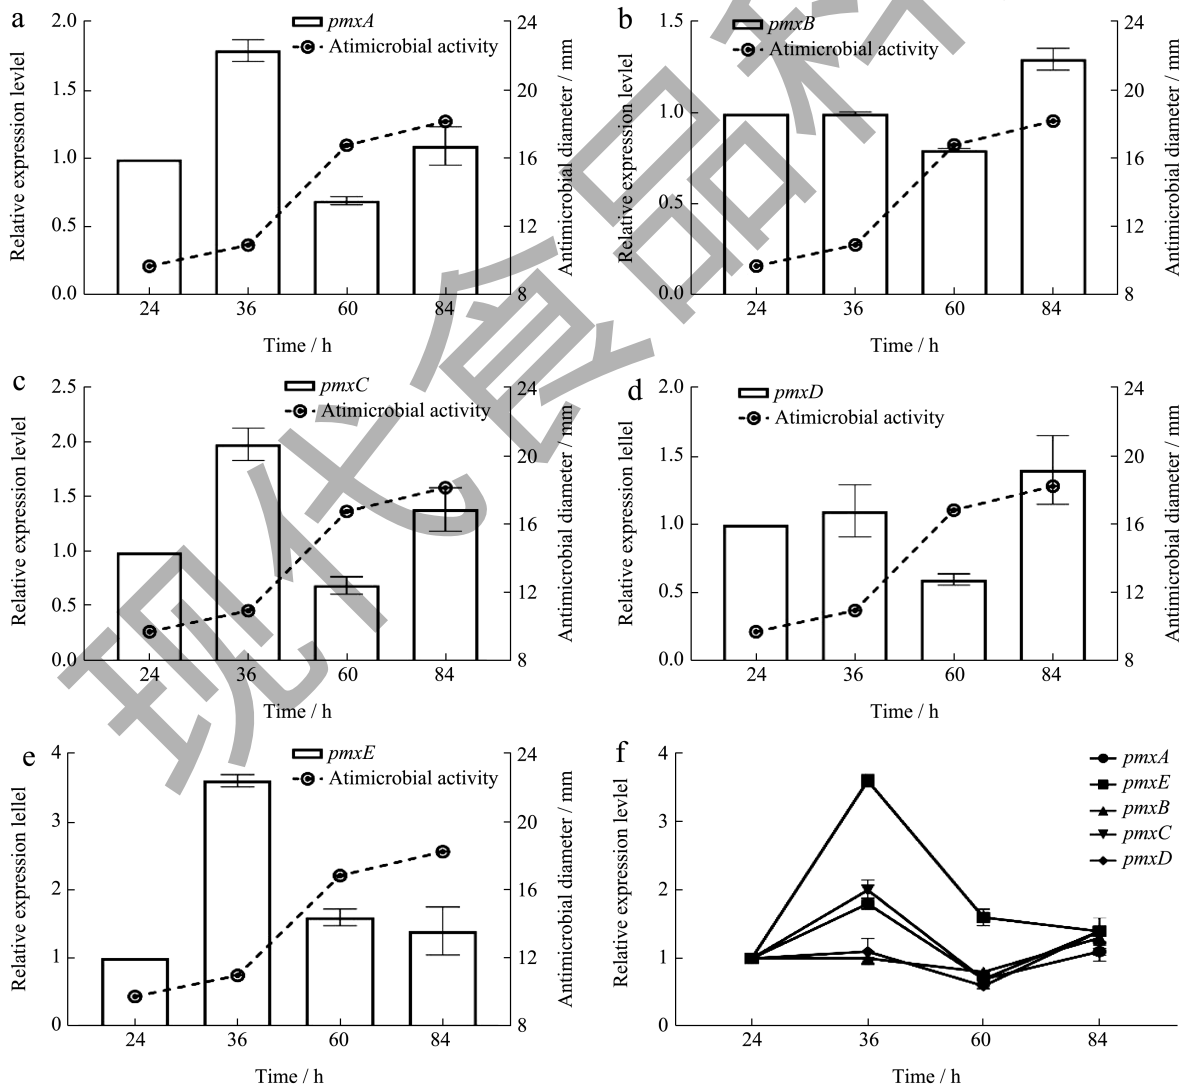 a
pmxA
Atimicrobial activity
2.0
1.5
1.0
0.5
0.0
Relative expression levlel
24
20
16
12
8
Antimicrobial diameter / mm
24 36 60 84
Time / h
b
pmxB
Atimicrobial activity
1.5
1.0
0.5
0.0
Relative expression levlel
24
20
16
12
8
Antimicrobial diameter / mm
24 36 60 84
Time / h
c
pmxC
Atimicrobial activity
2.5
2.0
1.5
1.0
0.5
0.0
Relative expression levlel
24
20
16
12
8
Antimicrobial diameter / mm
24 36 60 84
Time / h
d
pmxD
Atimicrobial activity
2.0
1.5
1.0
0.5
0.0
Relative expression lellel
24
20
16
12
8
Antimicrobial diameter / mm
24 36 60 84
Time / h
e
pmxE
Atimicrobial activity
4
3
2
1
0
Relative expression lellel
24
20
16
12
8
Antimicrobial diameter / mm
24 36 60 84
Time / h
f
pmxA
pmxE
pmxB
pmxC
pmxD
4
3
2
1
0
Relative expression levlel
24 36 60 84
Time / h
现代食品科